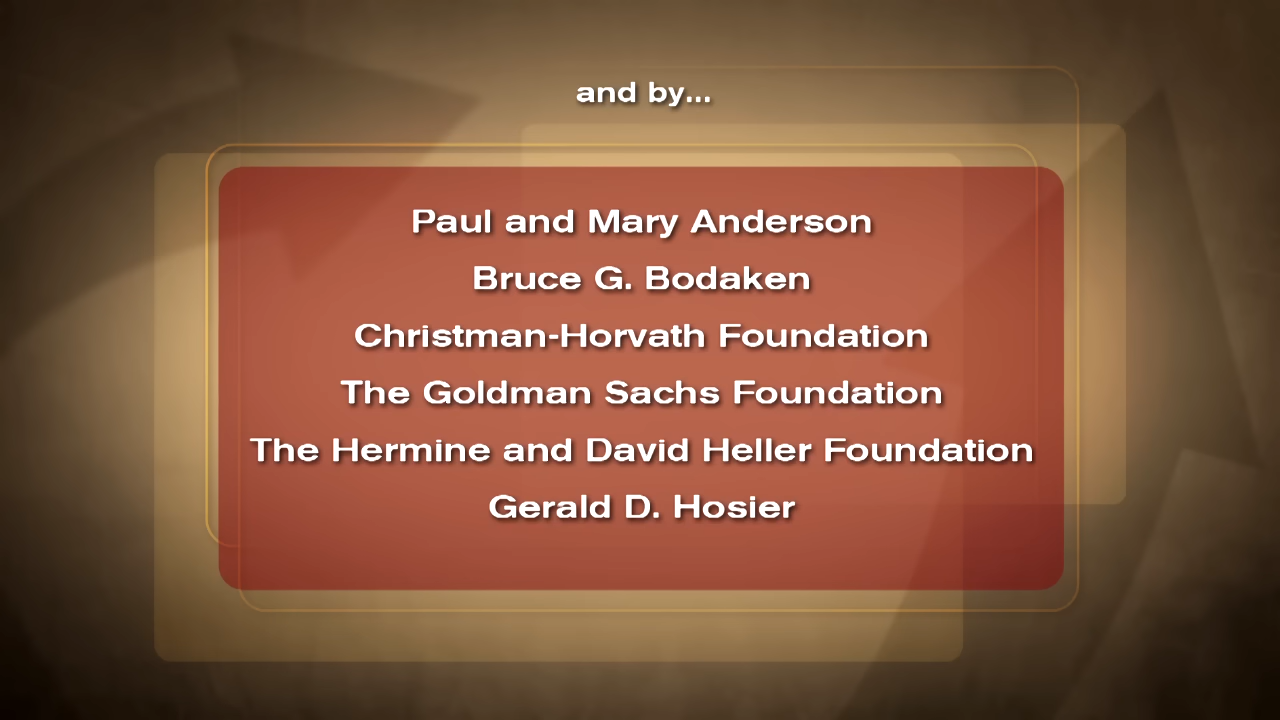 and by...
Paul and Mary Anderson
Bruce G. Bodaken
Christman-Horvath Foundation
The Goldman Sachs Foundation
The Hermine and David Heller Foundation
Gerald D. Hosier